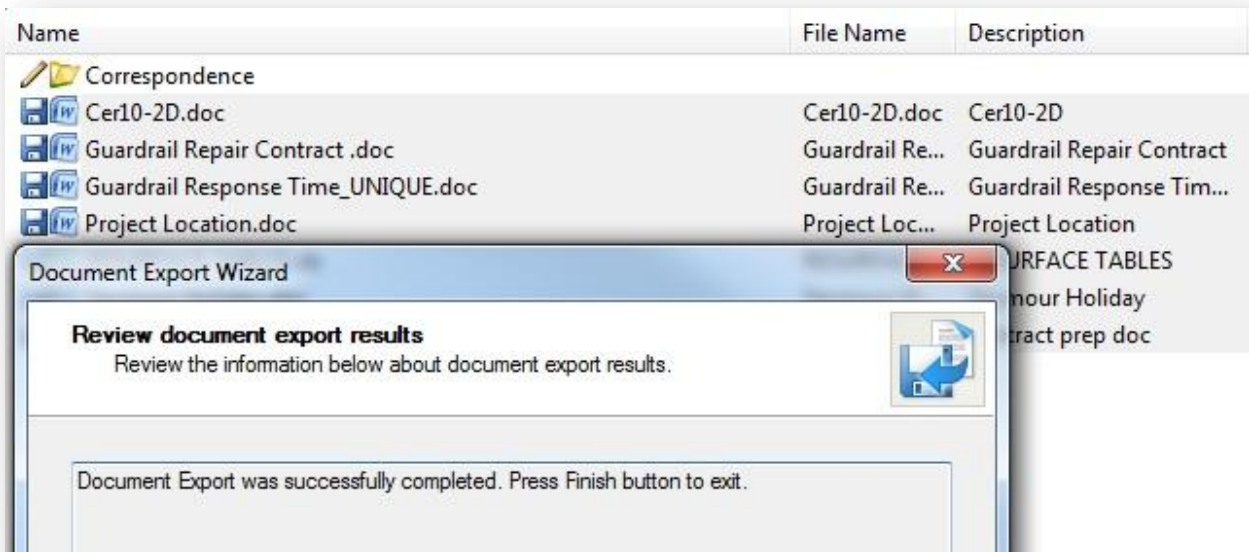 Name File Name Description
Correspondence
Cer10-2D.doc Cer10-2D.doc Cer10-2D
Guardrail Repair Contract .doc Guardrail Re... Guardrail Repair Contract
Guardrail Response Time_UNIQUE.doc Guardrail Re... Guardrail Response Tim...
Project Location.doc Project Loc... Project Location
Document Export Wizard
TABLES
Holiday
prep doc
Review document export results
Review the information below about document export results.
Document Export was successfully completed. Press Finish button to exit.